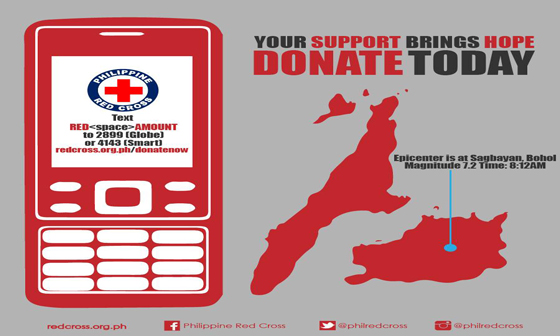 YOUR SUPPORT BRINGS HOPE
DONATE TODAY
PHILIPPINE
RED CROSS
Text
RED<space>AMOUNT
to 2899 (Globe)
or 4143 (Smart)
redcross.org.ph/donatenow
Epicenter is at Sagbayan, Bohol
Magnitude 7.2 Time: 8:12AM
redcross.org.ph
Philippine Red Cross
@philredcross
@philredcross